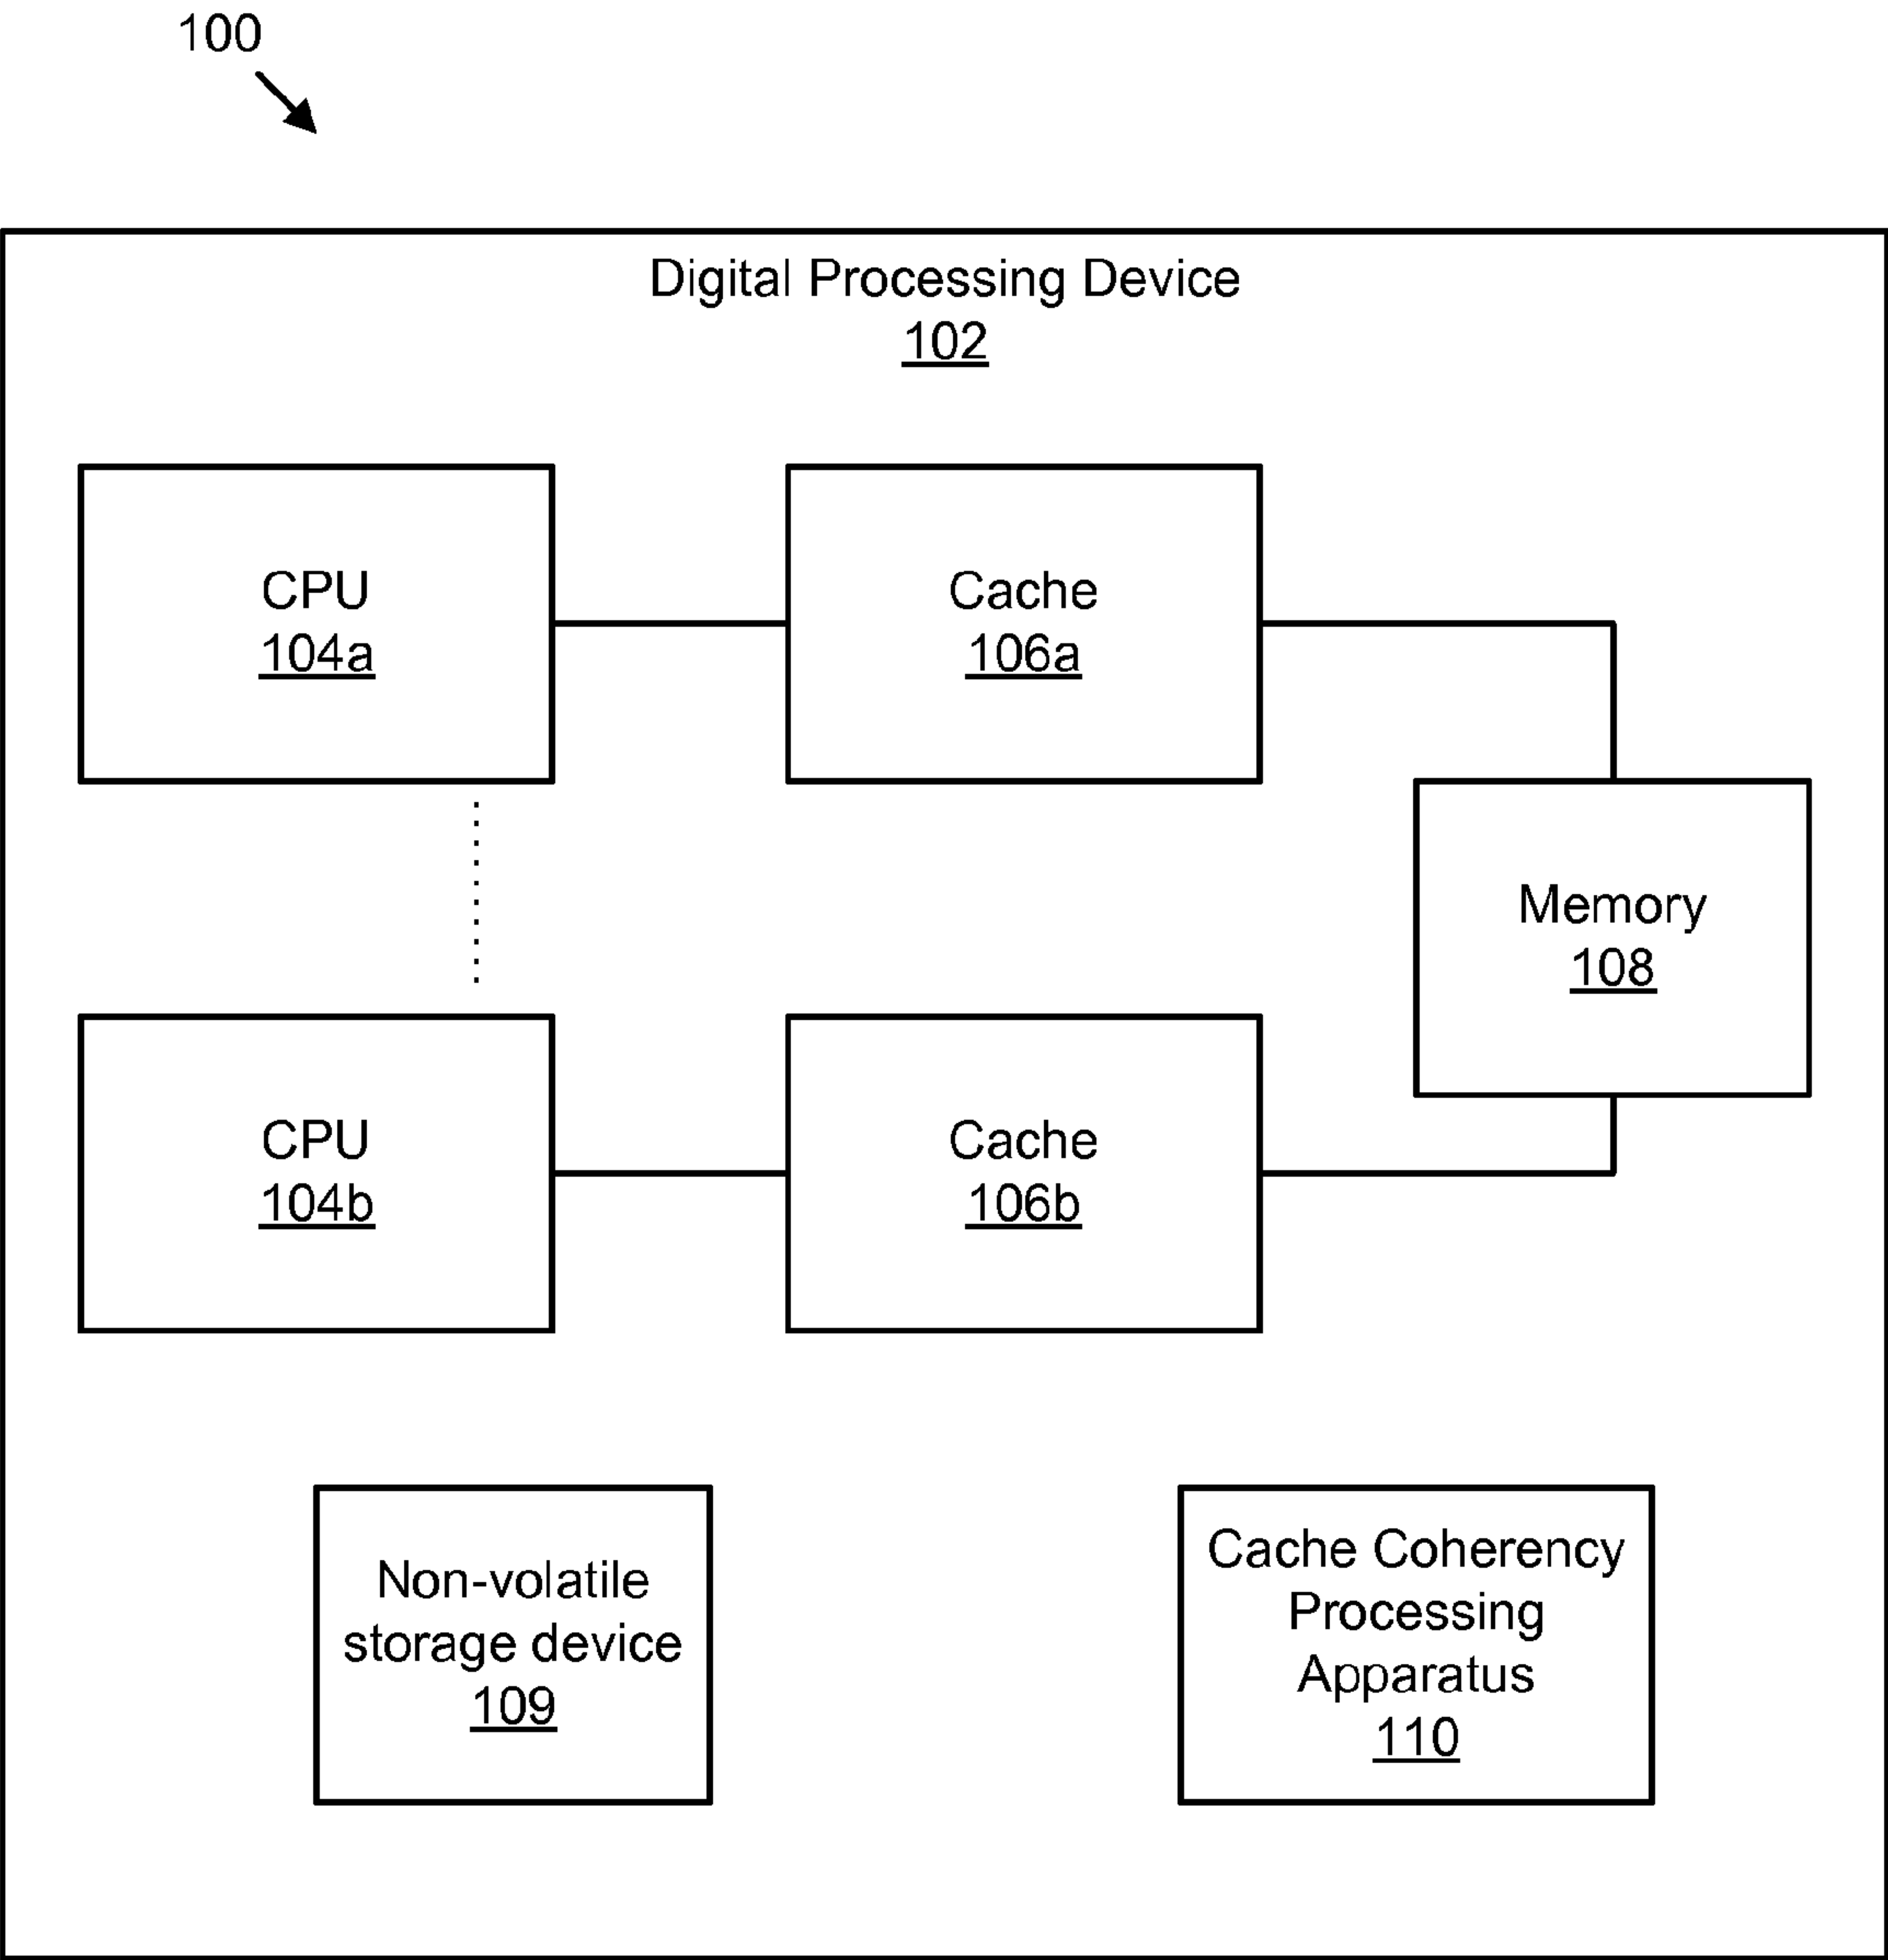 100
Digital Processing Device
102
CPU
104a
Cache
106a
Memory
108
CPU
104b
Cache
106b
Non-volatile
storage device
109
Cache Coherency
Processing
Apparatus
110